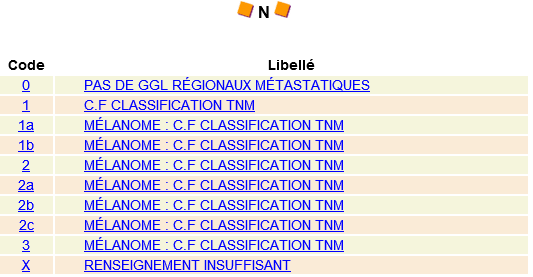 N
Code Libellé
0 PAS DE GGL RÉGIONAUX MÉTASTATIQUES
1 C.F CLASSIFICATION TNM
1a MÉLANOME : C.F CLASSIFICATION TNM
1b MÉLANOME : C.F CLASSIFICATION TNM
2 MÉLANOME : C.F CLASSIFICATION TNM
2a MÉLANOME : C.F CLASSIFICATION TNM
2b MÉLANOME : C.F CLASSIFICATION TNM
2c MÉLANOME : C.F CLASSIFICATION TNM
3 MÉLANOME : C.F CLASSIFICATION TNM
X RENSEIGNEMENT INSUFFISANT